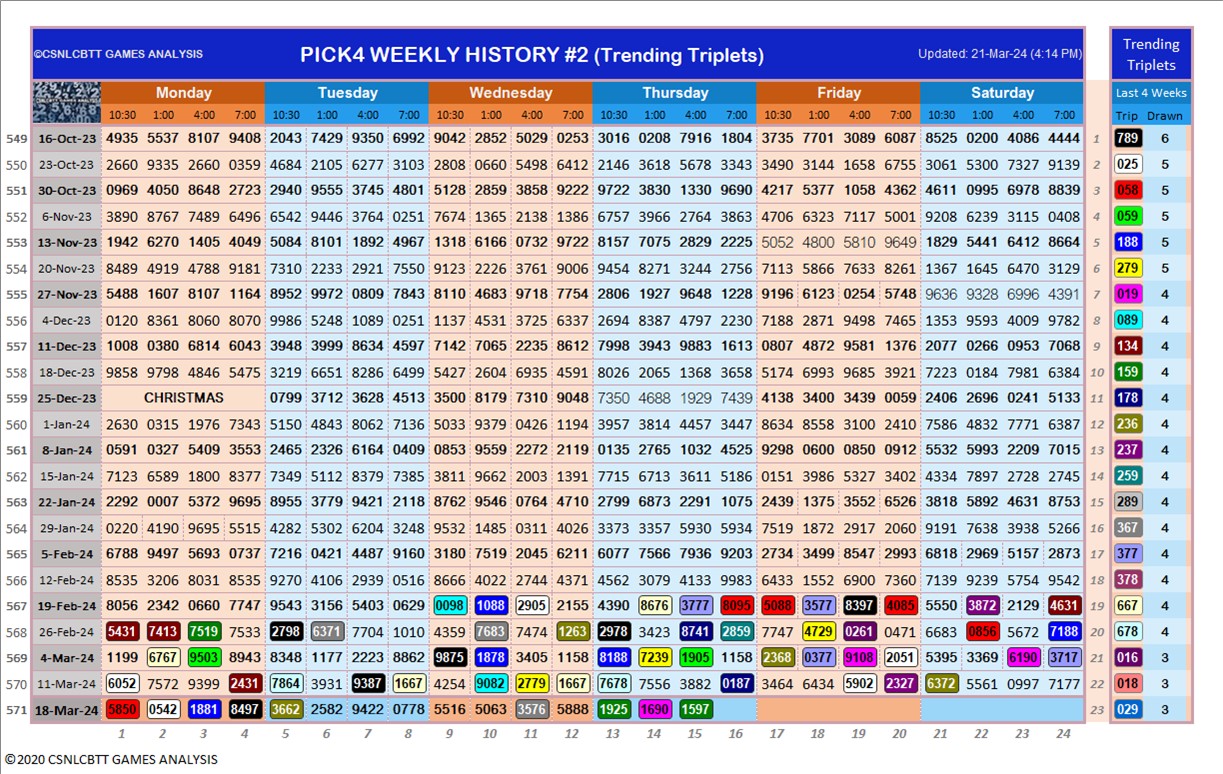 Trending
©CSNLCBTT GAMES ANALYSIS PICK4 WEEKLY HISTORY #2 (Trending Triplets) Updated: 21-Mar-24 (4:14 PM) Triplets
Monday Tuesday Wednesday Thursday Friday Saturday Last 4 Weeks
10:30 1:00 4:00 7:00 10:30 1:00 4:00 7:00 10:30 1:00 4:00 7:00 10:30 1:00 4:00 7:00 10:30 1:00 4:00 7:00 10:30 1:00 4:00 7:00 Trip Drawn
549 16-Oct-23 4935 5537 8107 9408 2043 7429 9350 6992 9042 2852 5029 0253 3016 0208 7916 1804 3735 7701 3089 6087 8525 0200 4086 4444 1 789 6
550 23-Oct-23 2660 9335 2660 0359 4684 2105 6277 3103 0808 0660 5498 6412 2146 3618 5678 3343 3490 3144 1658 6755 3061 5300 7327 9139 2 025 5
551 30-Oct-23 0969 4050 8648 2723 2940 9555 3745 4801 5128 2859 3858 9222 9722 3830 1330 9690 4217 5377 1058 4362 4611 0995 6978 8839 3 058 5
552 6-Nov-23 3890 8767 7489 6496 6542 9446 3764 0251 7674 1365 2138 1386 6757 3966 2764 3863 4706 6323 7117 5001 9208 6239 3115 0408 4 059 5
553 13-Nov-23 1942 6270 1405 4049 5084 8101 1892 4967 1318 6166 0732 9722 8157 7075 2829 2225 5052 4800 5810 9649 1829 5441 6412 8664 5 188 5
554 20-Nov-23 8489 4919 4788 9181 7310 2233 2921 7550 9123 2226 3761 9006 9454 8271 3244 2756 7113 5866 7633 8261 1367 1645 6470 3129 6 279 5
555 27-Nov-23 5488 1607 8107 1164 8952 9972 0809 7843 8110 4683 9718 7754 2806 1927 9648 1228 9196 6123 0254 5748 9636 9328 6996 4391 7 019 4
556 4-Dec-23 0120 8361 8060 8070 9986 5248 1089 0251 1137 4531 3725 6337 2694 8387 4797 2230 7188 2871 9498 7465 1353 9593 4009 9782 8 089 4
557 11-Dec-23 1008 0380 6814 6043 3948 3999 8634 4597 7142 7065 2235 8612 7998 3943 9883 1613 0807 4872 9581 1376 2077 0266 0953 7068 9 134 4
558 18-Dec-23 9858 9798 4846 5475 3219 6651 8286 6499 5427 2604 6935 4591 8026 2065 1368 3658 5174 6993 9685 3921 7223 0184 7981 6384 10 159 4
559 25-Dec-23 CHRISTMAS 0799 3712 3628 4513 3500 8179 7310 9048 7350 4688 1929 7439 4138 3400 3439 0059 2406 2696 0241 5133 11 178 4
560 1-Jan-24 2630 0315 1976 7343 5150 4843 8062 7136 5033 9379 0426 1194 3957 3814 4457 3447 8634 8558 3100 2410 7586 4832 7771 6387 12 236 4
561 8-Jan-24 0591 0327 5409 3553 2465 2326 6164 0409 0853 9559 2272 2119 0135 2765 1032 4525 9298 0600 0850 0912 5532 5993 2209 7015 13 237 4
562 15-Jan-24 7123 6589 1800 8377 7349 5112 8379 7385 9811 9662 2003 1391 7715 6713 3611 5186 0151 3986 5327 3402 4334 7897 2728 2745 14 259 4
563 22-Jan-24 2292 0007 5372 9695 8955 3779 9421 2118 8762 9546 0764 4710 2799 6873 2291 1075 2439 1375 3552 6526 3818 5892 4631 8753 15 289 4
564 29-Jan-24 0220 4190 9695 5515 4282 5302 6204 3248 9532 1485 0311 4026 3373 3357 5930 5934 7519 1872 2917 2060 9191 7638 3938 5266 16 367 4
565 5-Feb-24 6788 9497 5693 0737 7216 0421 4487 9160 3180 7519 2045 6211 6077 7566 7936 9203 2734 3499 8547 2993 6818 2969 5157 2873 17 377 4
566 12-Feb-24 8535 3206 8031 8535 9270 4106 2939 0516 8666 4022 2744 4371 4562 3079 4133 9983 6433 1552 6900 7360 7139 9239 5754 9542 18 378 4
567 19-Feb-24 8056 2342 0660 7747 9543 3156 5403 0629 0098 1088 2905 2155 4390 8676 3777 8095 5088 3577 8397 4085 5550 3872 2129 4631 19 667 4
568 26-Feb-24 5431 7413 7519 7533 2798 6371 7704 1010 4359 7683 7474 1263 2978 3423 8741 2859 7747 4729 0261 0471 6683 0856 5672 7188 20 678 4
569 4-Mar-24 1199 6767 9503 8943 8348 1177 2223 8862 9875 1878 3405 1158 8188 7239 1905 1158 2368 0377 9108 2051 5395 3369 6190 3717 21 016 3
570 11-Mar-24 6052 7572 9399 2431 7864 3931 9387 1667 4254 9082 2779 1667 7678 7556 3882 0187 3464 6434 5902 2327 6372 5561 0997 7177 22 018 3
571 18-Mar-24 5850 0542 1881 8497 3662 2582 9422 0778 5516 5063 3576 5888 1925 1690 1597 23 029 3
1 2 3 4 5 6 7 8 9 10 11 12 13 14 15 16 17 18 19 20 21 22 23 24
©2020 CSNLCBTT GAMES ANALYSIS